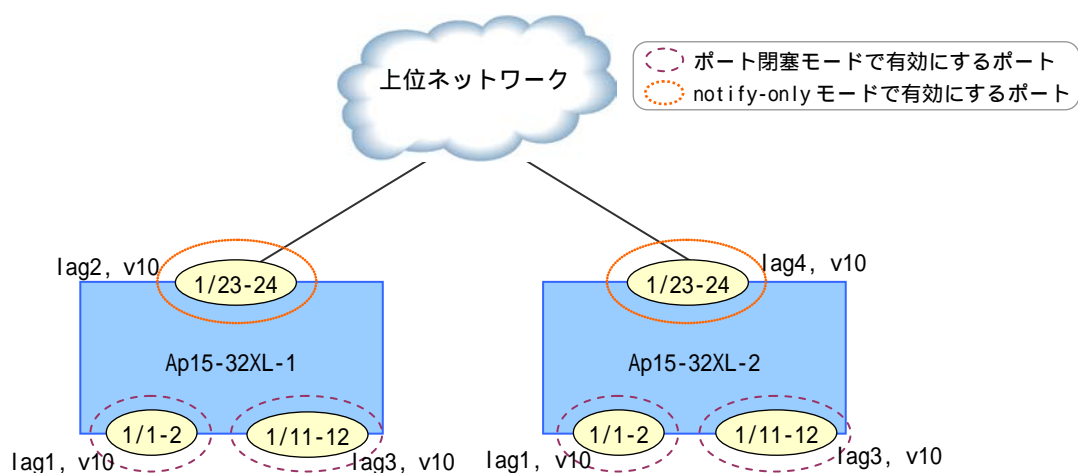 上位ネットワーク
ポート閉塞モードで有効にするポート
notify-only モードで有効にするポート
lag2, v10
1/23-24
Ap15-32XL-1
1/1-2
1/11-12
lag1, v10
lag3, v10
lag4, v10
1/23-24
Ap15-32XL-2
1/1-2
1/11-12
lag1, v10
lag3, v10